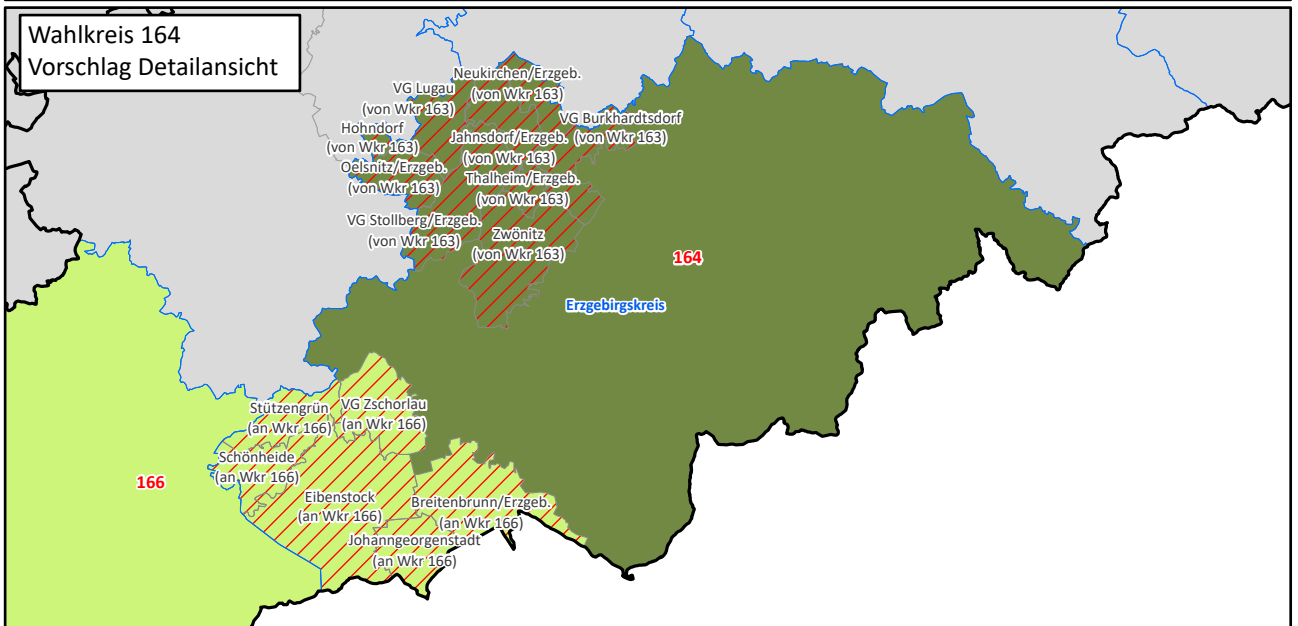 Wahlkreis 164
Vorschlag Detailansicht
Neukirchen/Erzgeb.
(von Wkr 163)
VG Lugau
(von Wkr 163)
VG Burkhardtsdorf
(von Wkr 163)
Hohndorf
(von Wkr 163)
Jahnsdorf/Erzgeb.
(von Wkr 163)
Oelsnitz/Erzgeb.
(von Wkr 163)
Thalheim/Erzgeb.
(von Wkr 163)
VG Stollberg/Erzgeb.
(von Wkr 163)
Zwönitz
(von Wkr 163)
164
Erzgebirgskreis
Stützengrün
(an Wkr 166)
VG Zschorlau
(an Wkr 166)
Schönheide
(an Wkr 166)
166
Eibenstock
(an Wkr 166)
Breitenbrunn/Erzgeb.
(an Wkr 166)
Johanngeorgenstadt
(an Wkr 166)